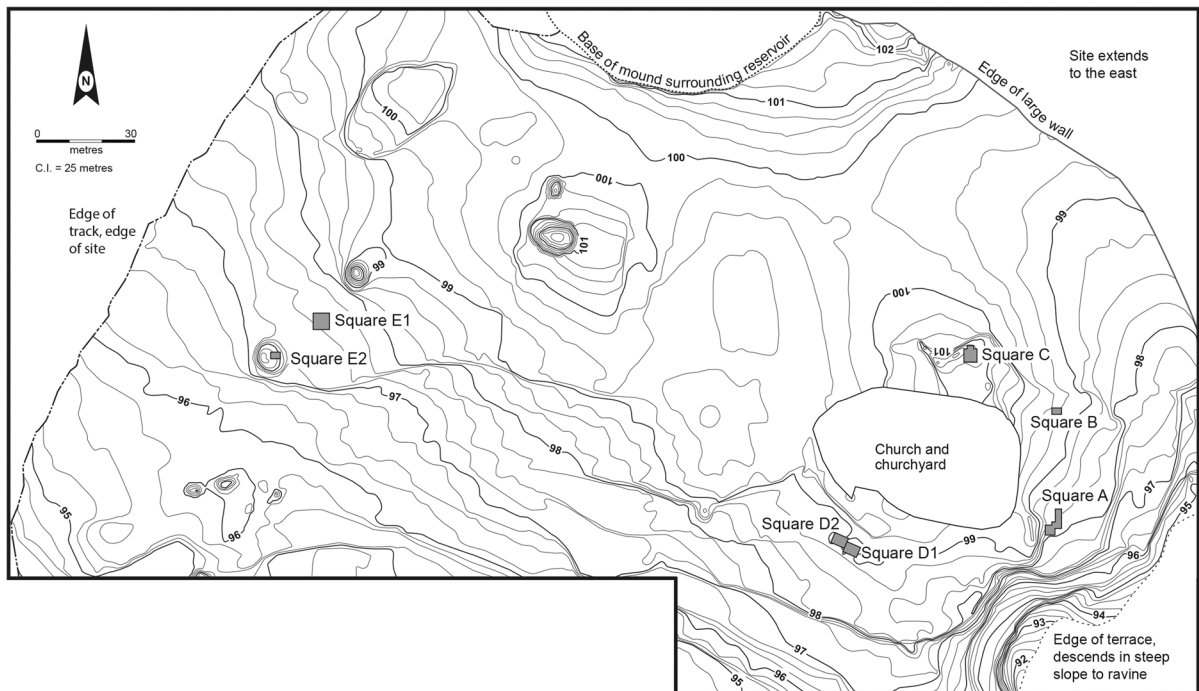 102
Site extends
to the east
Base of mound surrounding reservoir
Edge of large wall
N
101
100
0 30
metres
C.I. = 25 metres
100
100
99
Edge of
track, edge
of site
101
99
99
100
Square E1
Square E2
101
Square C
98
97
96
98
Square B
Church and
churchyard
97
Square A
95
95
96
Square D2
99
Square D1
96
98
94
93
97
Edge of terrace,
descends in steep
slope to ravine
92
96
95